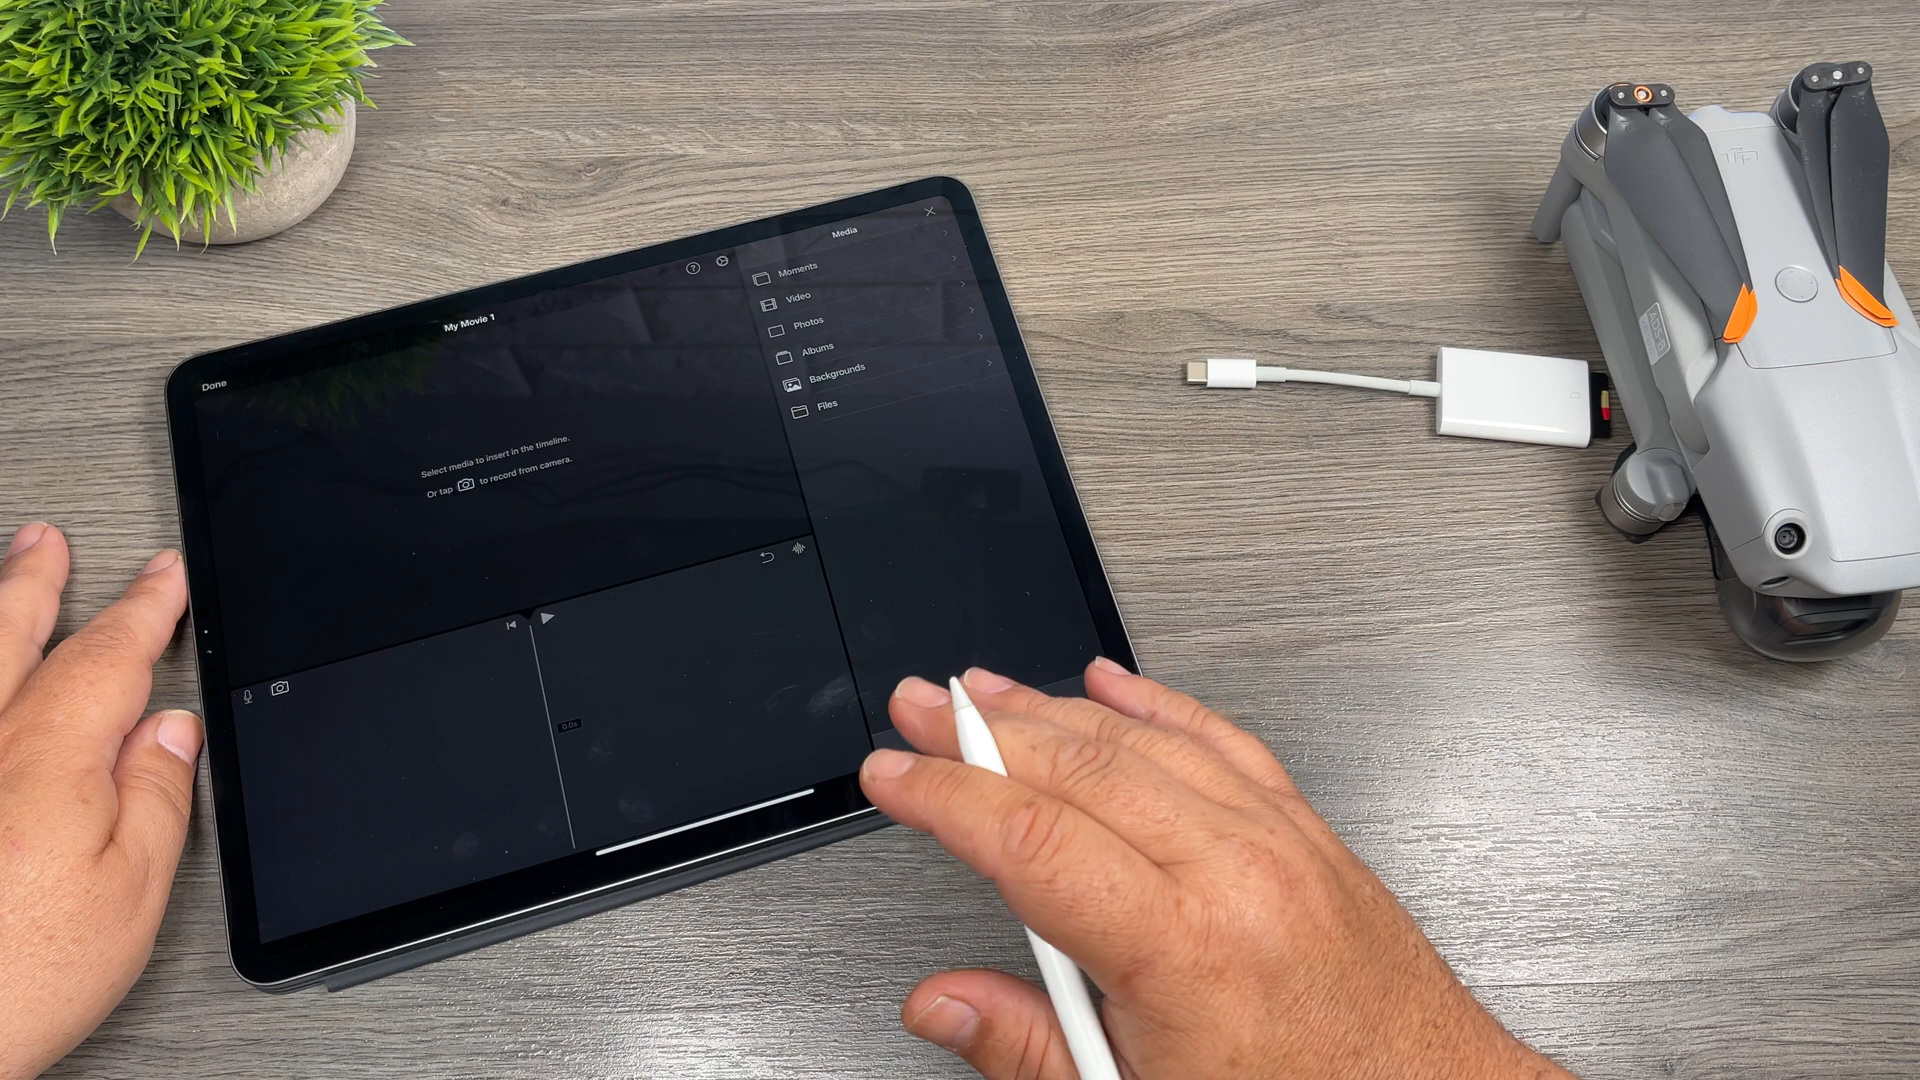 Media
Moments
Video
Photos
Albums
Backgrounds
Files
My Movie 1
Done
Select media to insert in the timeline.
Or tap to record from camera.
0.0s
ADS-B